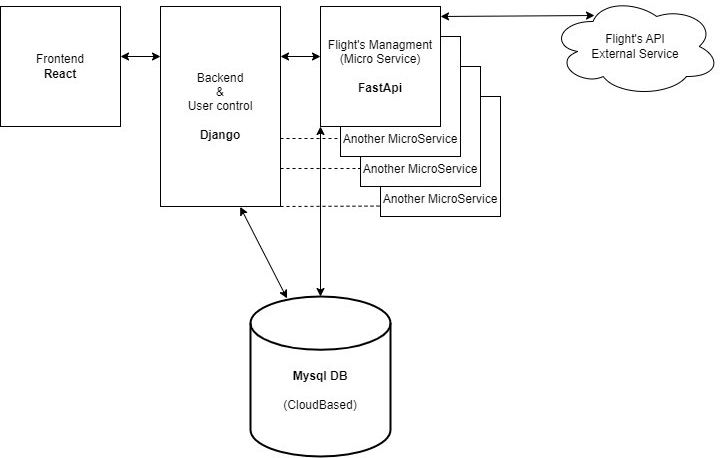 Frontend
React
Backend
&
User control
Django
Flight's Managment
(Micro Service)
FastApi
Another MicroService
Another MicroService
Another MicroService
Flight's API
External Service
Mysql DB
(CloudBased)